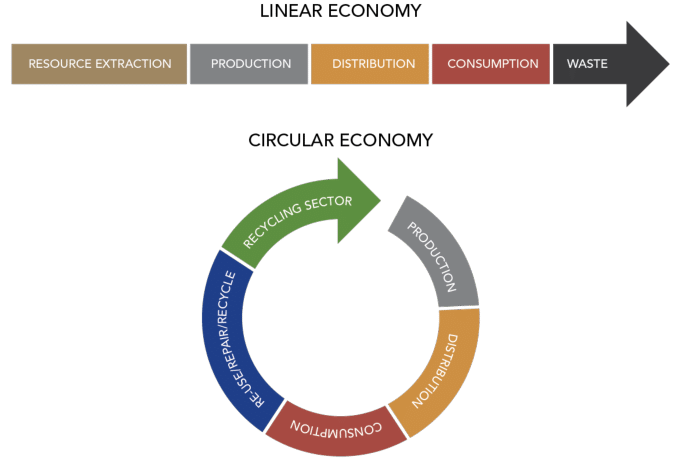 LINEAR ECONOMY
RESOURCE EXTRACTION
PRODUCTION
DISTRIBUTION
CONSUMPTION
WASTE
CIRCULAR ECONOMY
PRODUCTION
DISTRIBUTION
CONSUMPTION
RE-USE/REPAIR/RECYCLE
RECYCLING SECTOR